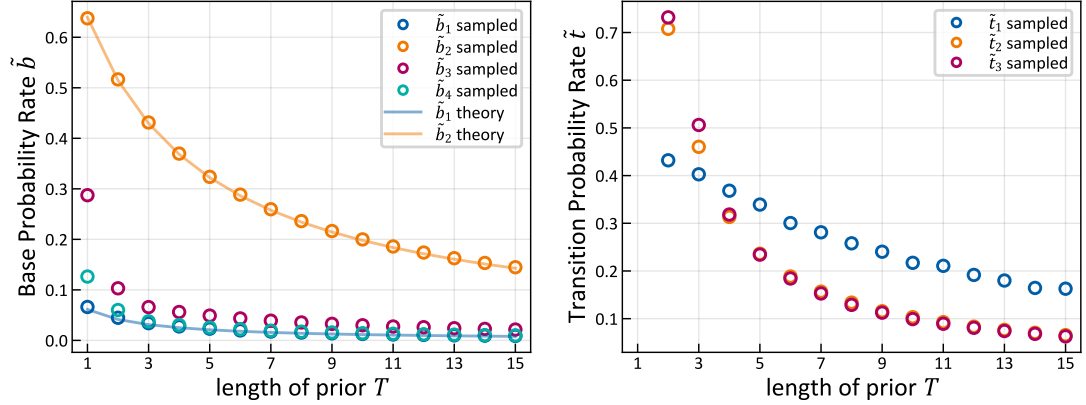 Base Probability Rate b̃
0.6
0.5
0.4
0.3
0.2
0.1
0.0
b̃₁ sampled
b̃₂ sampled
b̃₃ sampled
b̃₄ sampled
b̃₁ theory
b̃₂ theory
1 3 5 7 9 11 13 15
length of prior T
Transition Probability Rate t̃
0.7
0.6
0.5
0.4
0.3
0.2
0.1
t̃₁ sampled
t̃₂ sampled
t̃₃ sampled
1 3 5 7 9 11 13 15
length of prior T